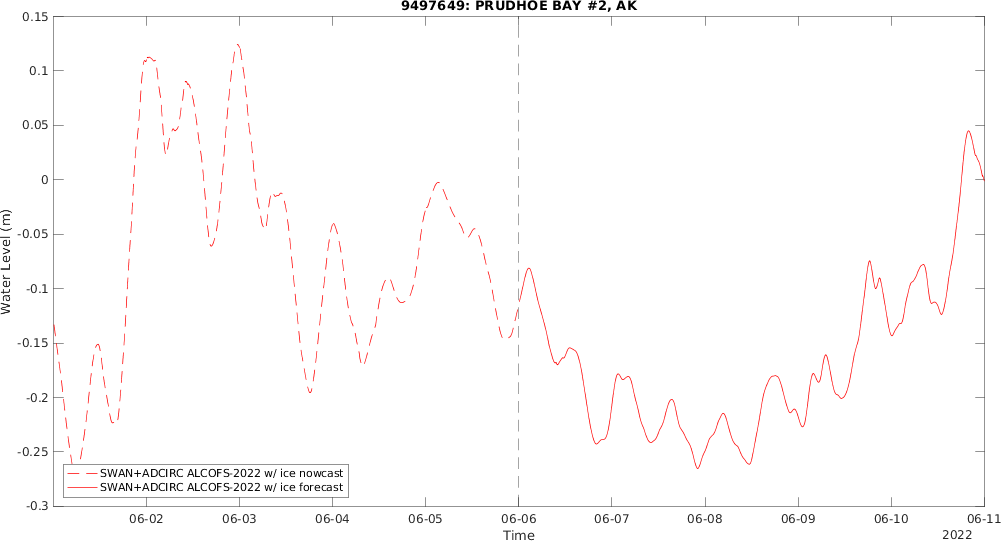 9497649: PRUDHOE BAY #2, AK
0.15
0.1
0.05
0
-0.05
-0.1
-0.15
-0.2
-0.25
-0.3
Water Level (m)
SWAN+ADCIRC ALCOFS-2022 w/ ice nowcast
SWAN+ADCIRC ALCOFS-2022 w/ ice forecast
06-02 06-03 06-04 06-05 06-06 06-07 06-08 06-09 06-10 06-11
Time
2022